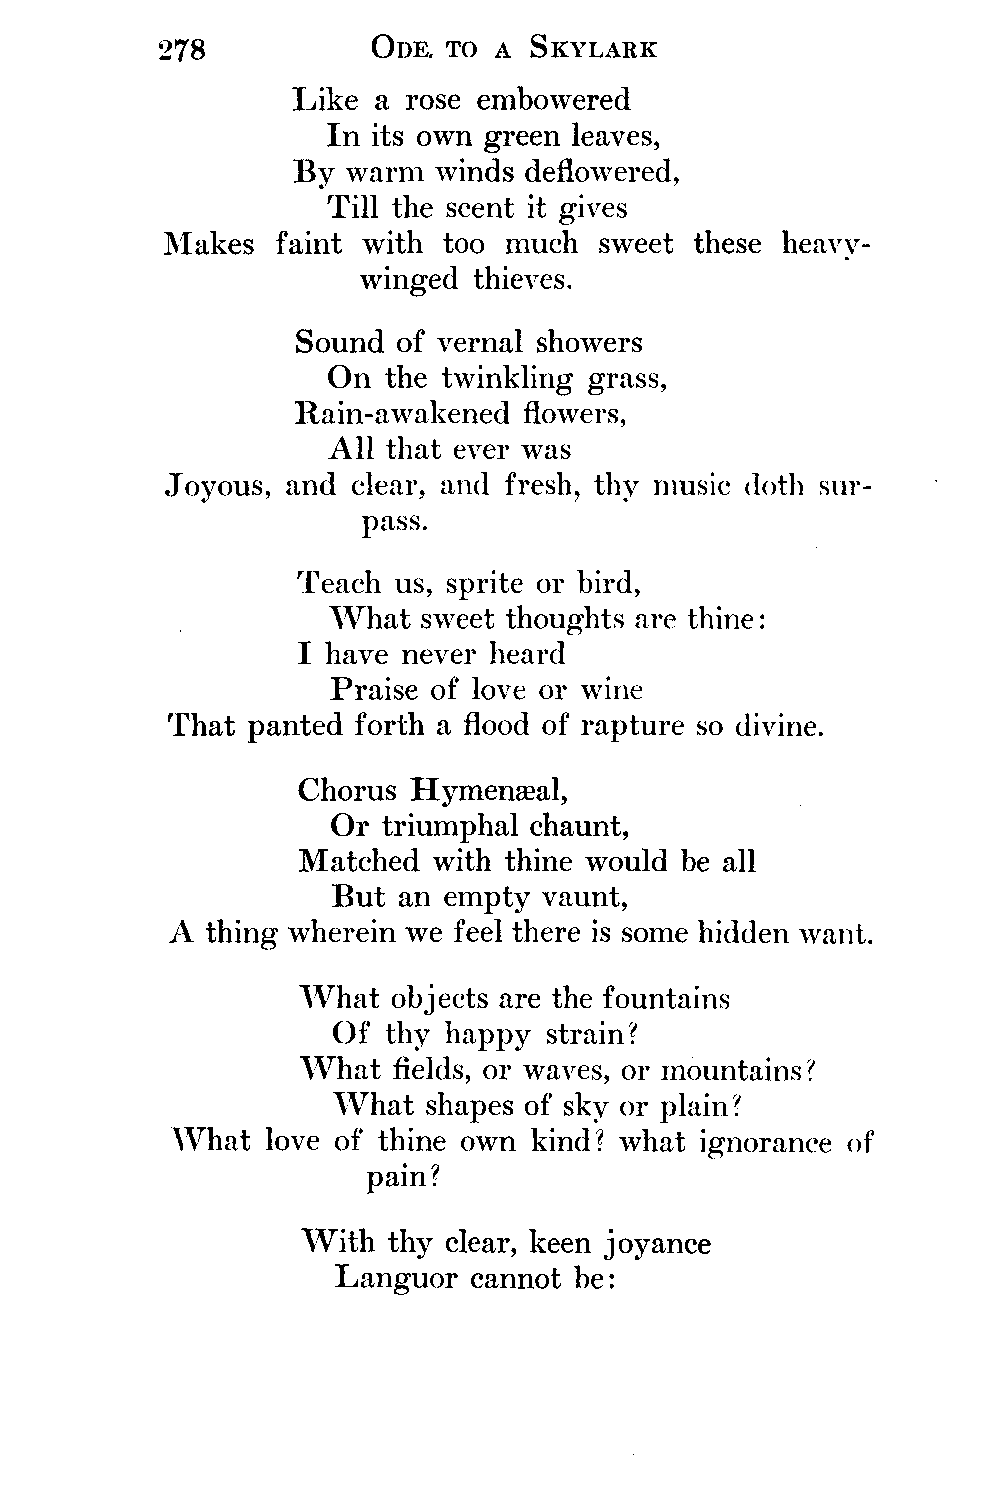 278 ODE TO A SKYLARK
Like a rose embowered
In its own green leaves,
By warm winds deflowered,
Till the scent it gives
Makes faint with too much sweet these heavy-
winged thieves.
Sound of vernal showers
On the twinkling grass,
Rain-awakened flowers,
All that ever was
Joyous, and clear, and fresh, thy music doth sur-
pass.
Teach us, sprite or bird,
What sweet thoughts are thine:
I have never heard
Praise of love or wine
That panted forth a flood of rapture so divine.
Chorus Hymenæal,
Or triumphal chaunt,
Matched with thine would be all
But an empty vaunt,
A thing wherein we feel there is some hidden want.
What objects are the fountains
Of thy happy strain?
What fields, or waves, or mountains?
What shapes of sky or plain?
What love of thine own kind? what ignorance of
pain?
With thy clear, keen joyance
Languor cannot be: